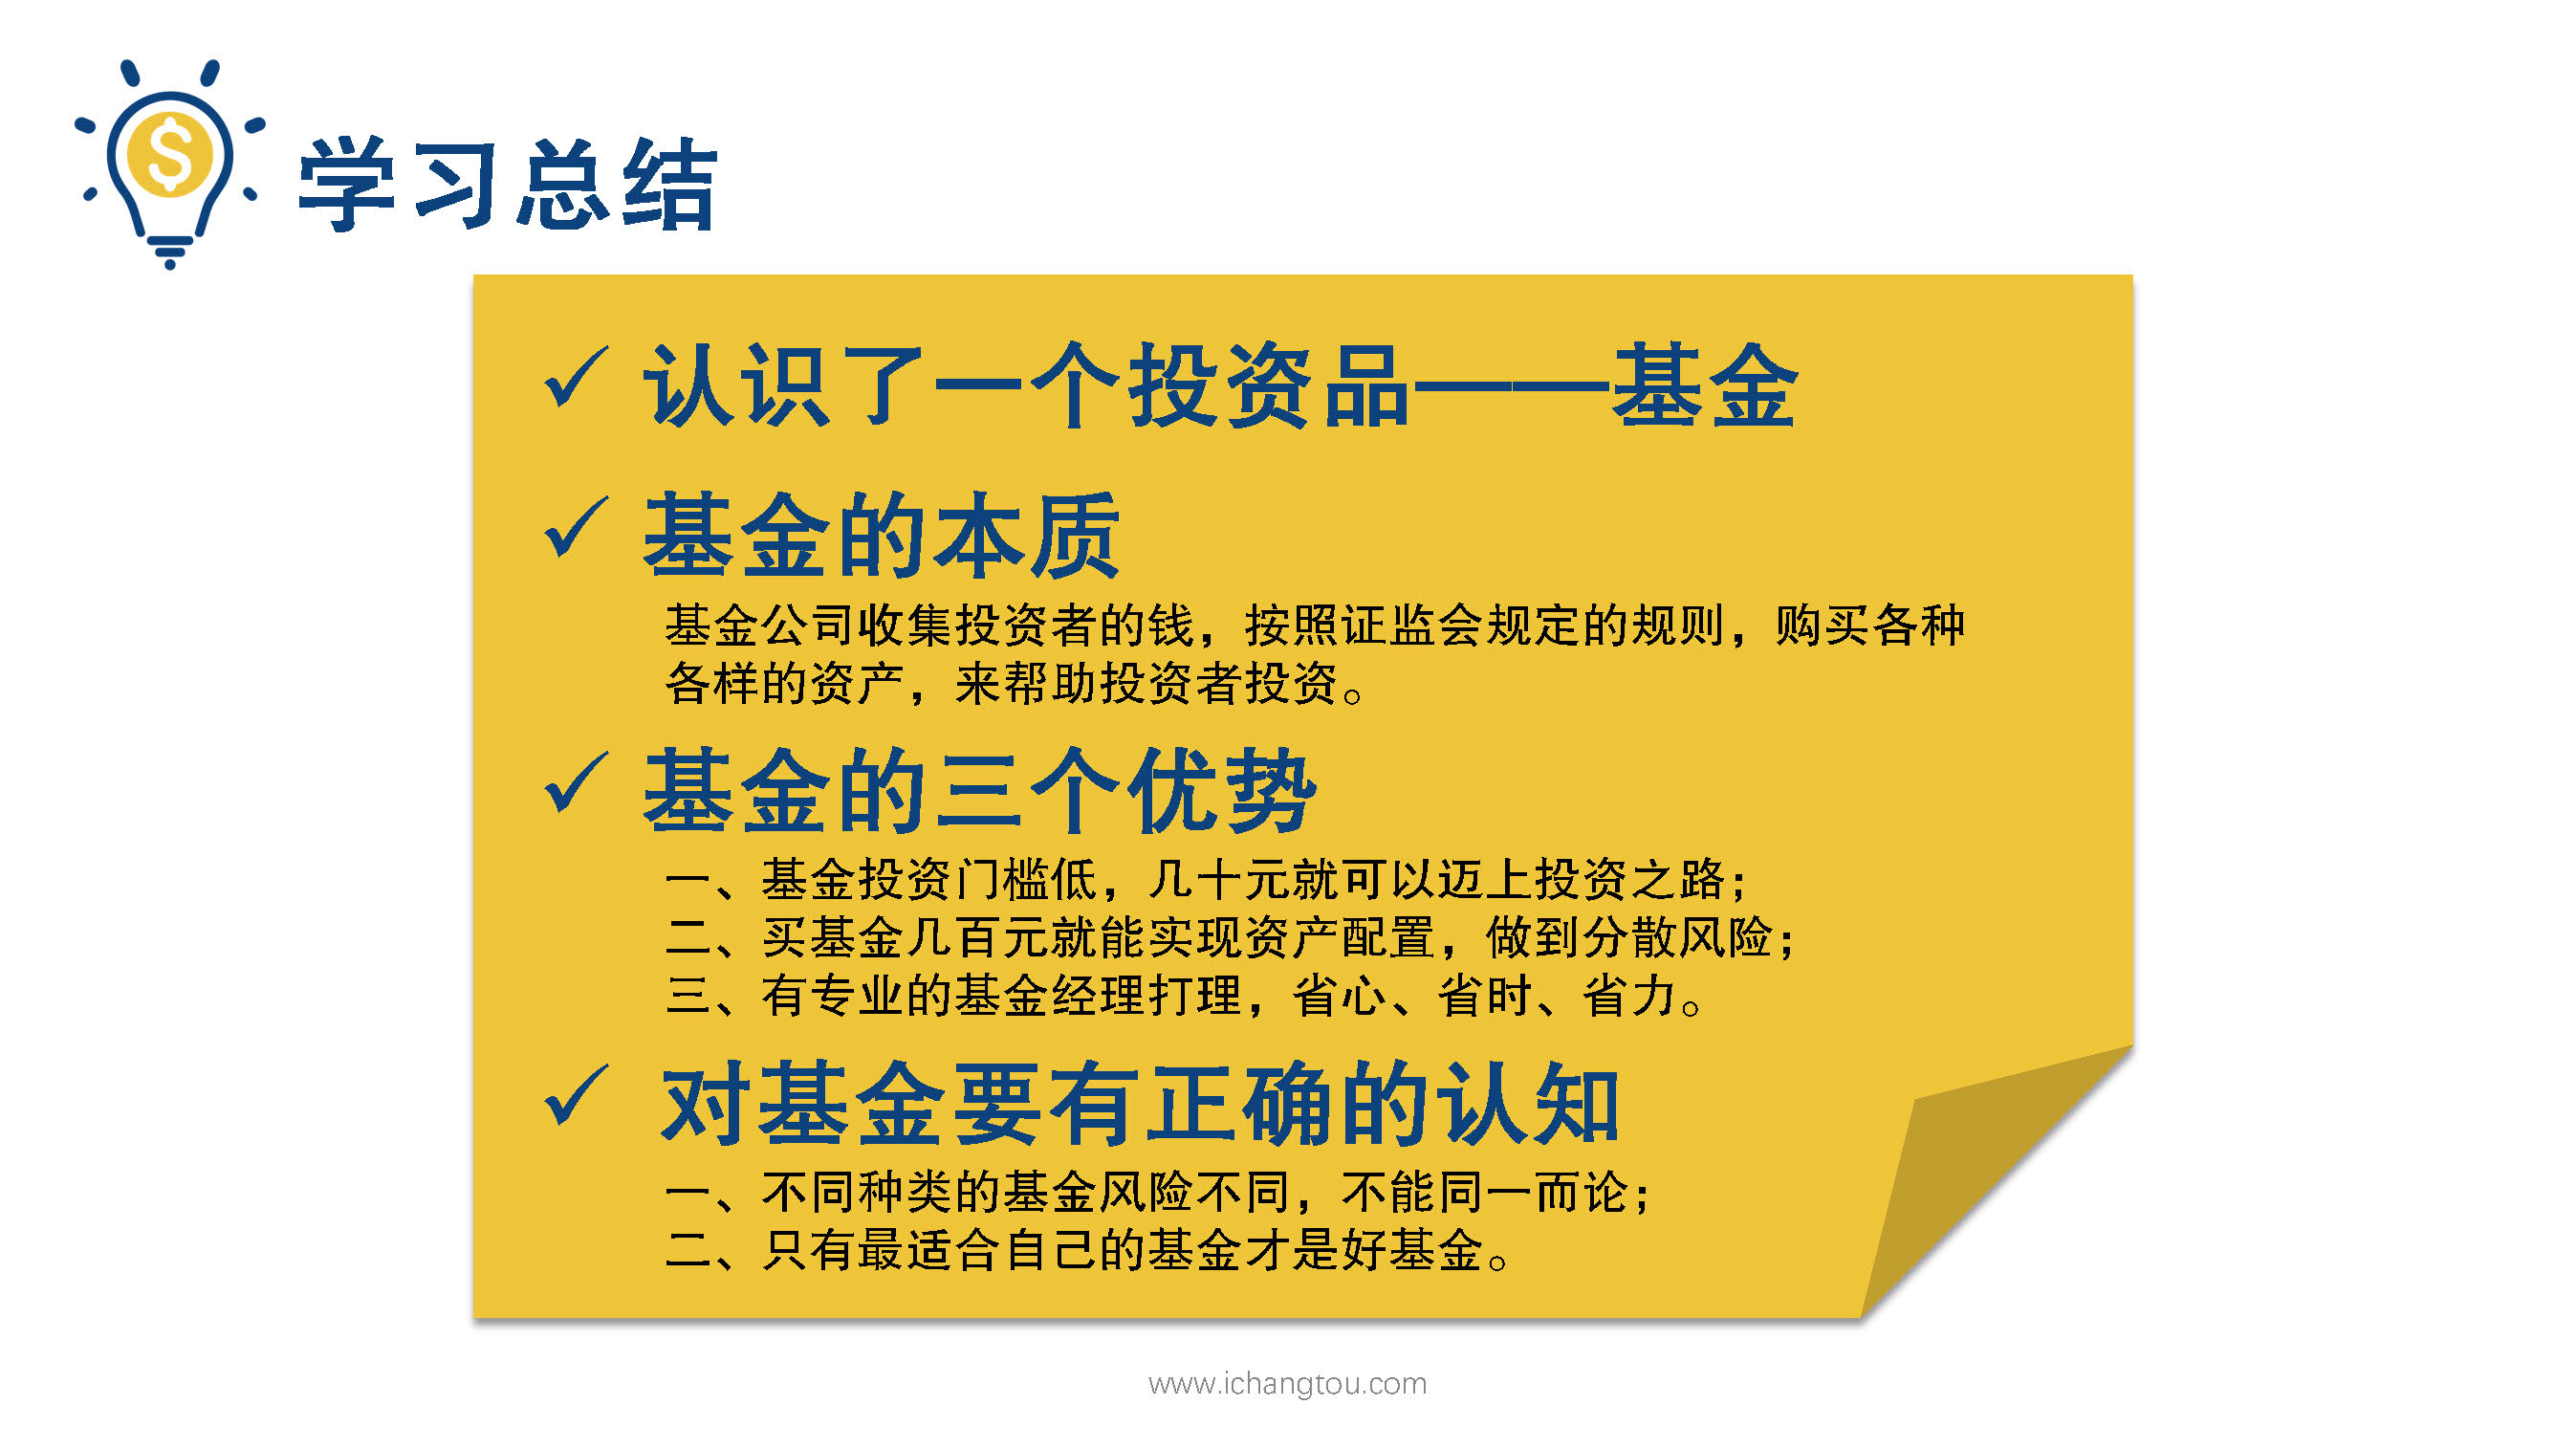 学习总结
认识了一个投资品——基金
基金的本质
基金公司收集投资者的钱，按照证监会规定的规则，购买各种
各样的资产，来帮助投资者投资。
基金的三个优势
一、基金投资门槛低，几十元就可以迈上投资之路；
二、买基金几百元就能实现资产配置，做到分散风险；
三、有专业的基金经理打理，省心、省时、省力。
对基金要有正确的认知
一、不同种类的基金风险不同，不能同一而论；
二、只有最适合自己的基金才是好基金。
www.ichangtou.com